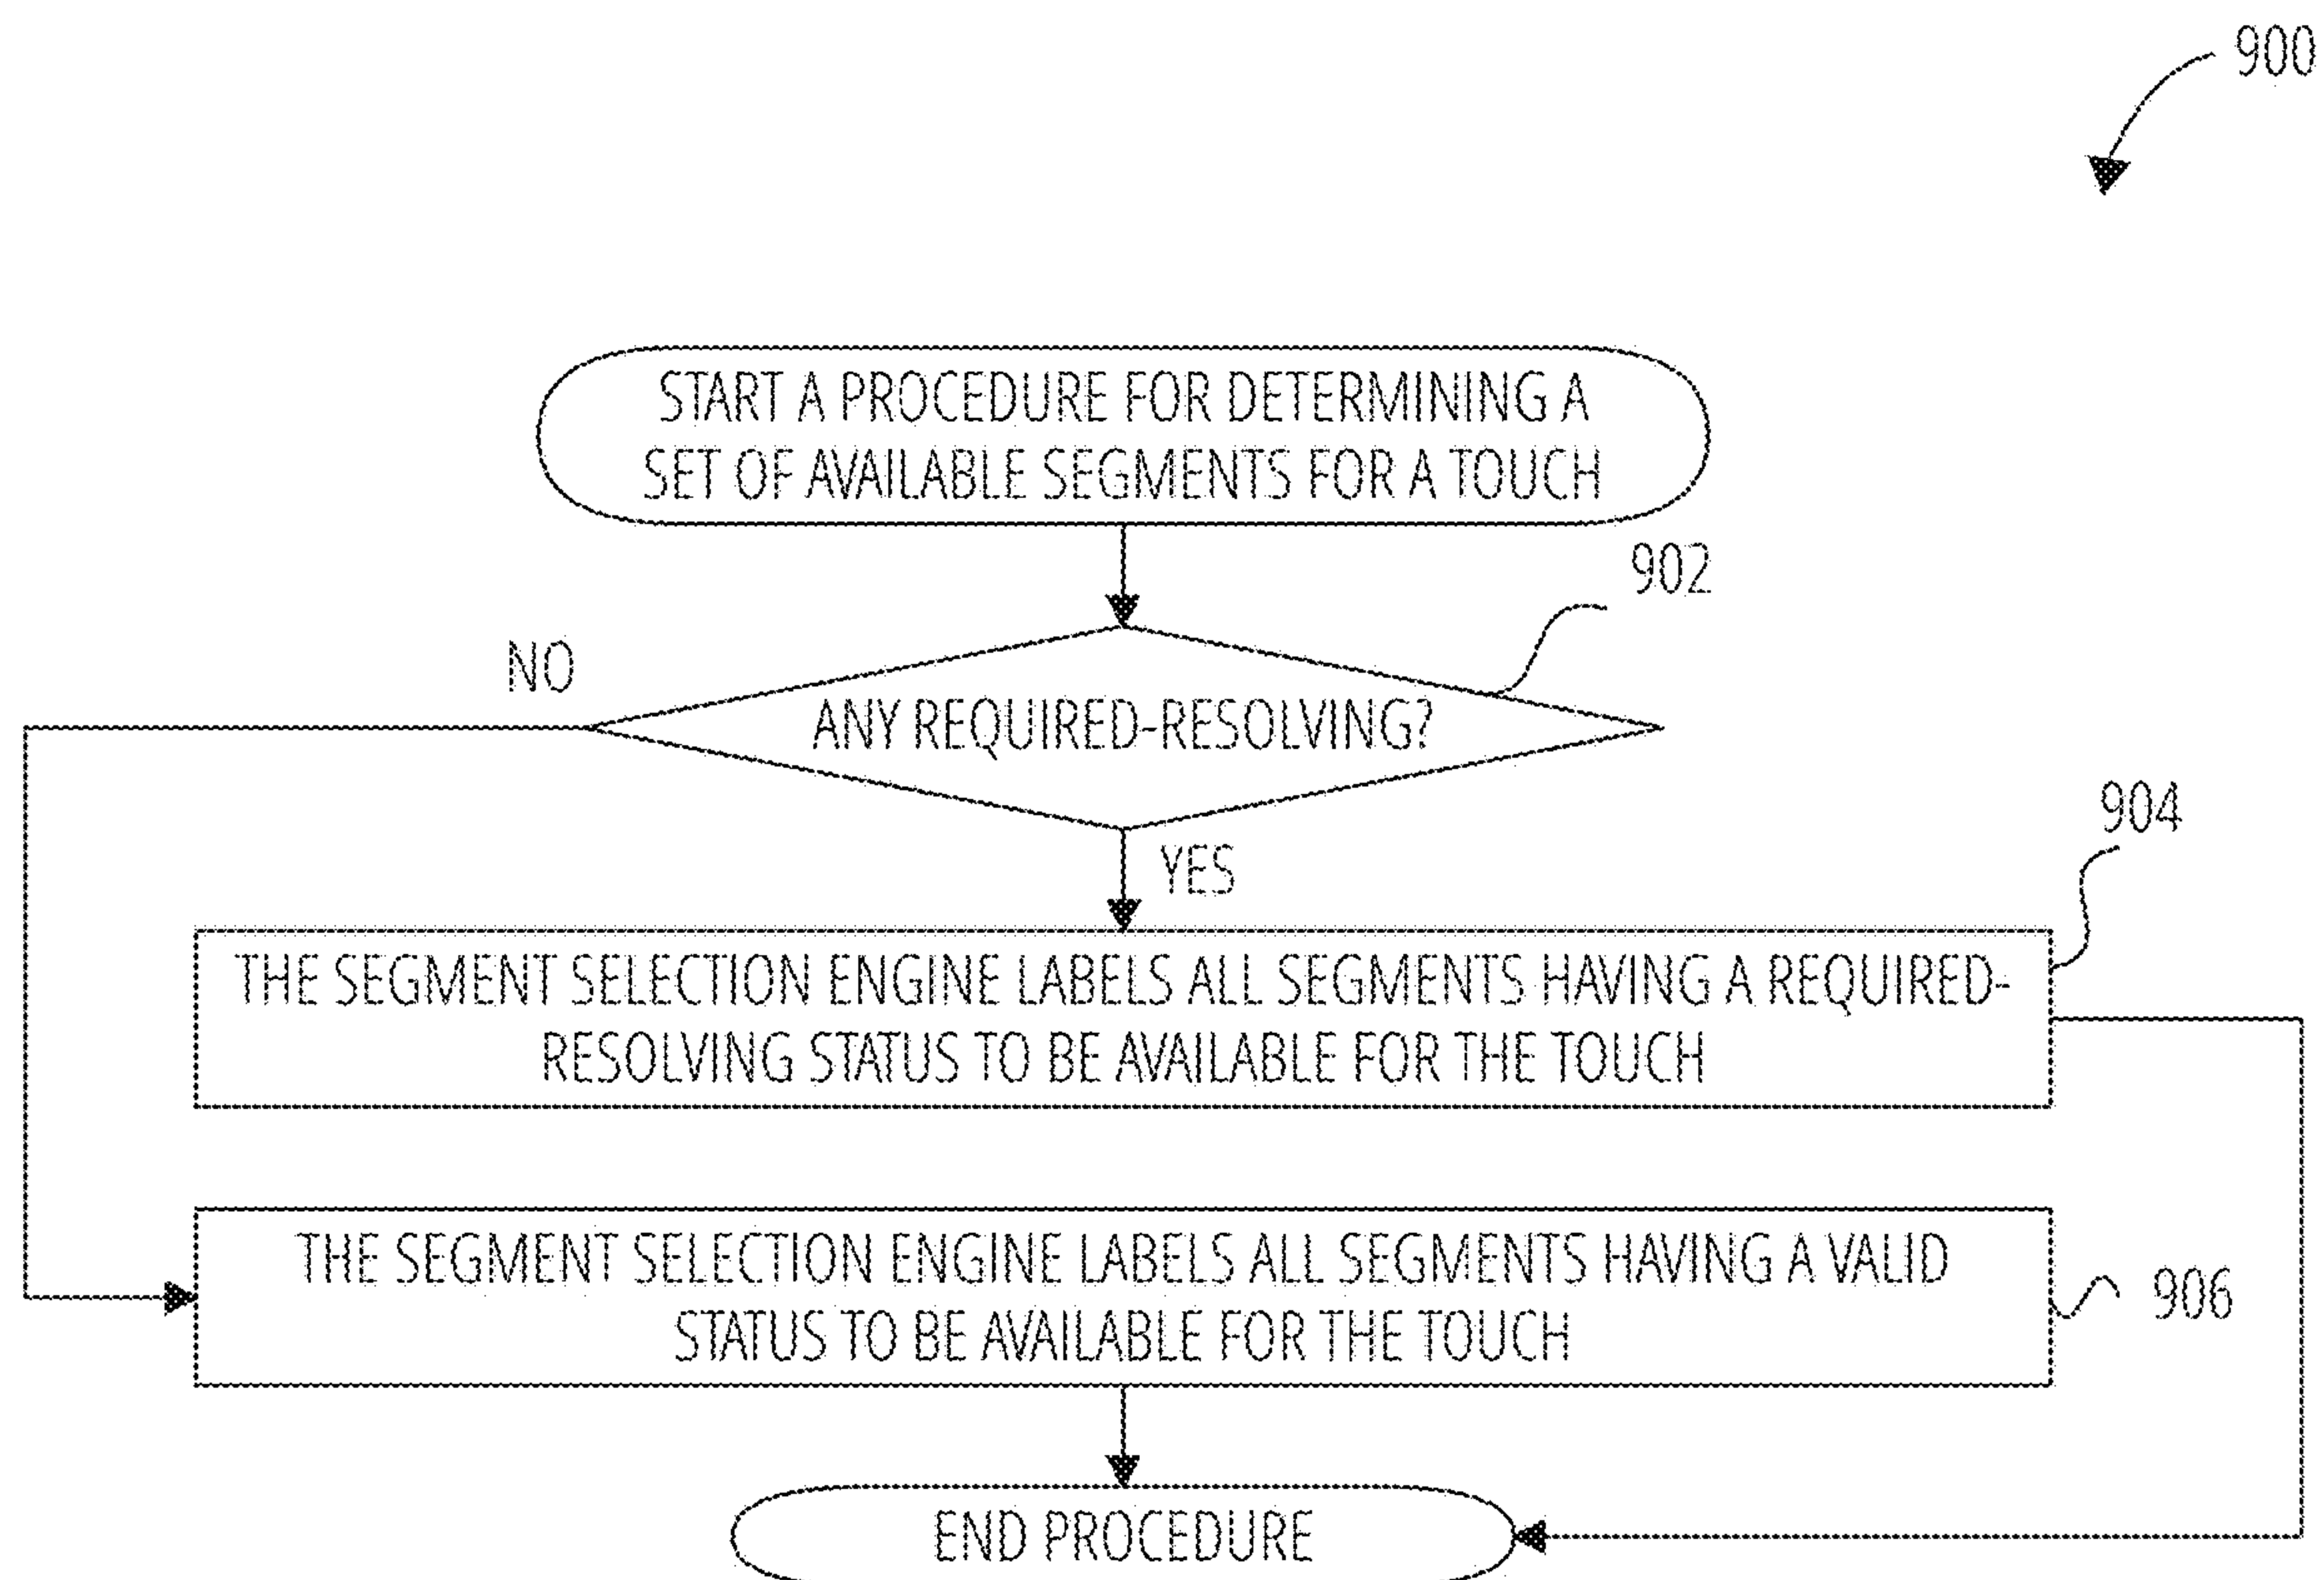 900
START A PROCEDURE FOR DETERMINING A
SET OF AVAILABLE SEGMENTS FOR A TOUCH
902
NO
ANY REQUIRED-RESOLVING?
YES
904
THE SEGMENT SELECTION ENGINE LABELS ALL SEGMENTS HAVING A REQUIRED-
RESOLVING STATUS TO BE AVAILABLE FOR THE TOUCH
THE SEGMENT SELECTION ENGINE LABELS ALL SEGMENTS HAVING A VALID
STATUS TO BE AVAILABLE FOR THE TOUCH
906
END PROCEDURE